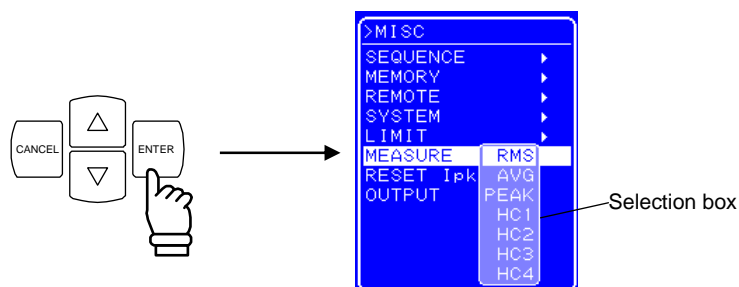 CANCEL
ENTER
>MISC
SEQUENCE
MEMORY
REMOTE
SYSTEM
LIMIT
MEASURE RMS
RESET Ipk AVG
OUTPUT PEAK
HC1
HC2
HC3
HC4
Selection box